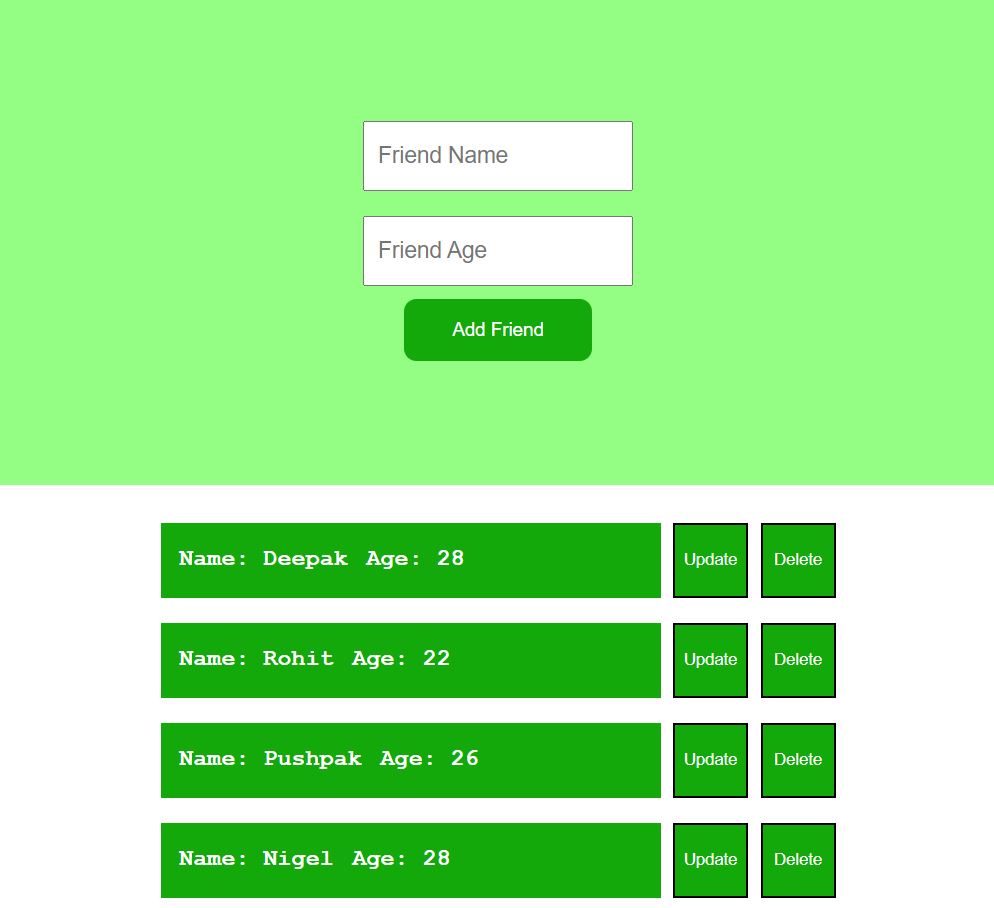 Friend Name
Friend Age
Add Friend
Name: Deepak Age: 28 Update Delete
Name: Rohit Age: 22 Update Delete
Name: Pushpak Age: 26 Update Delete
Name: Nigel Age: 28 Update Delete